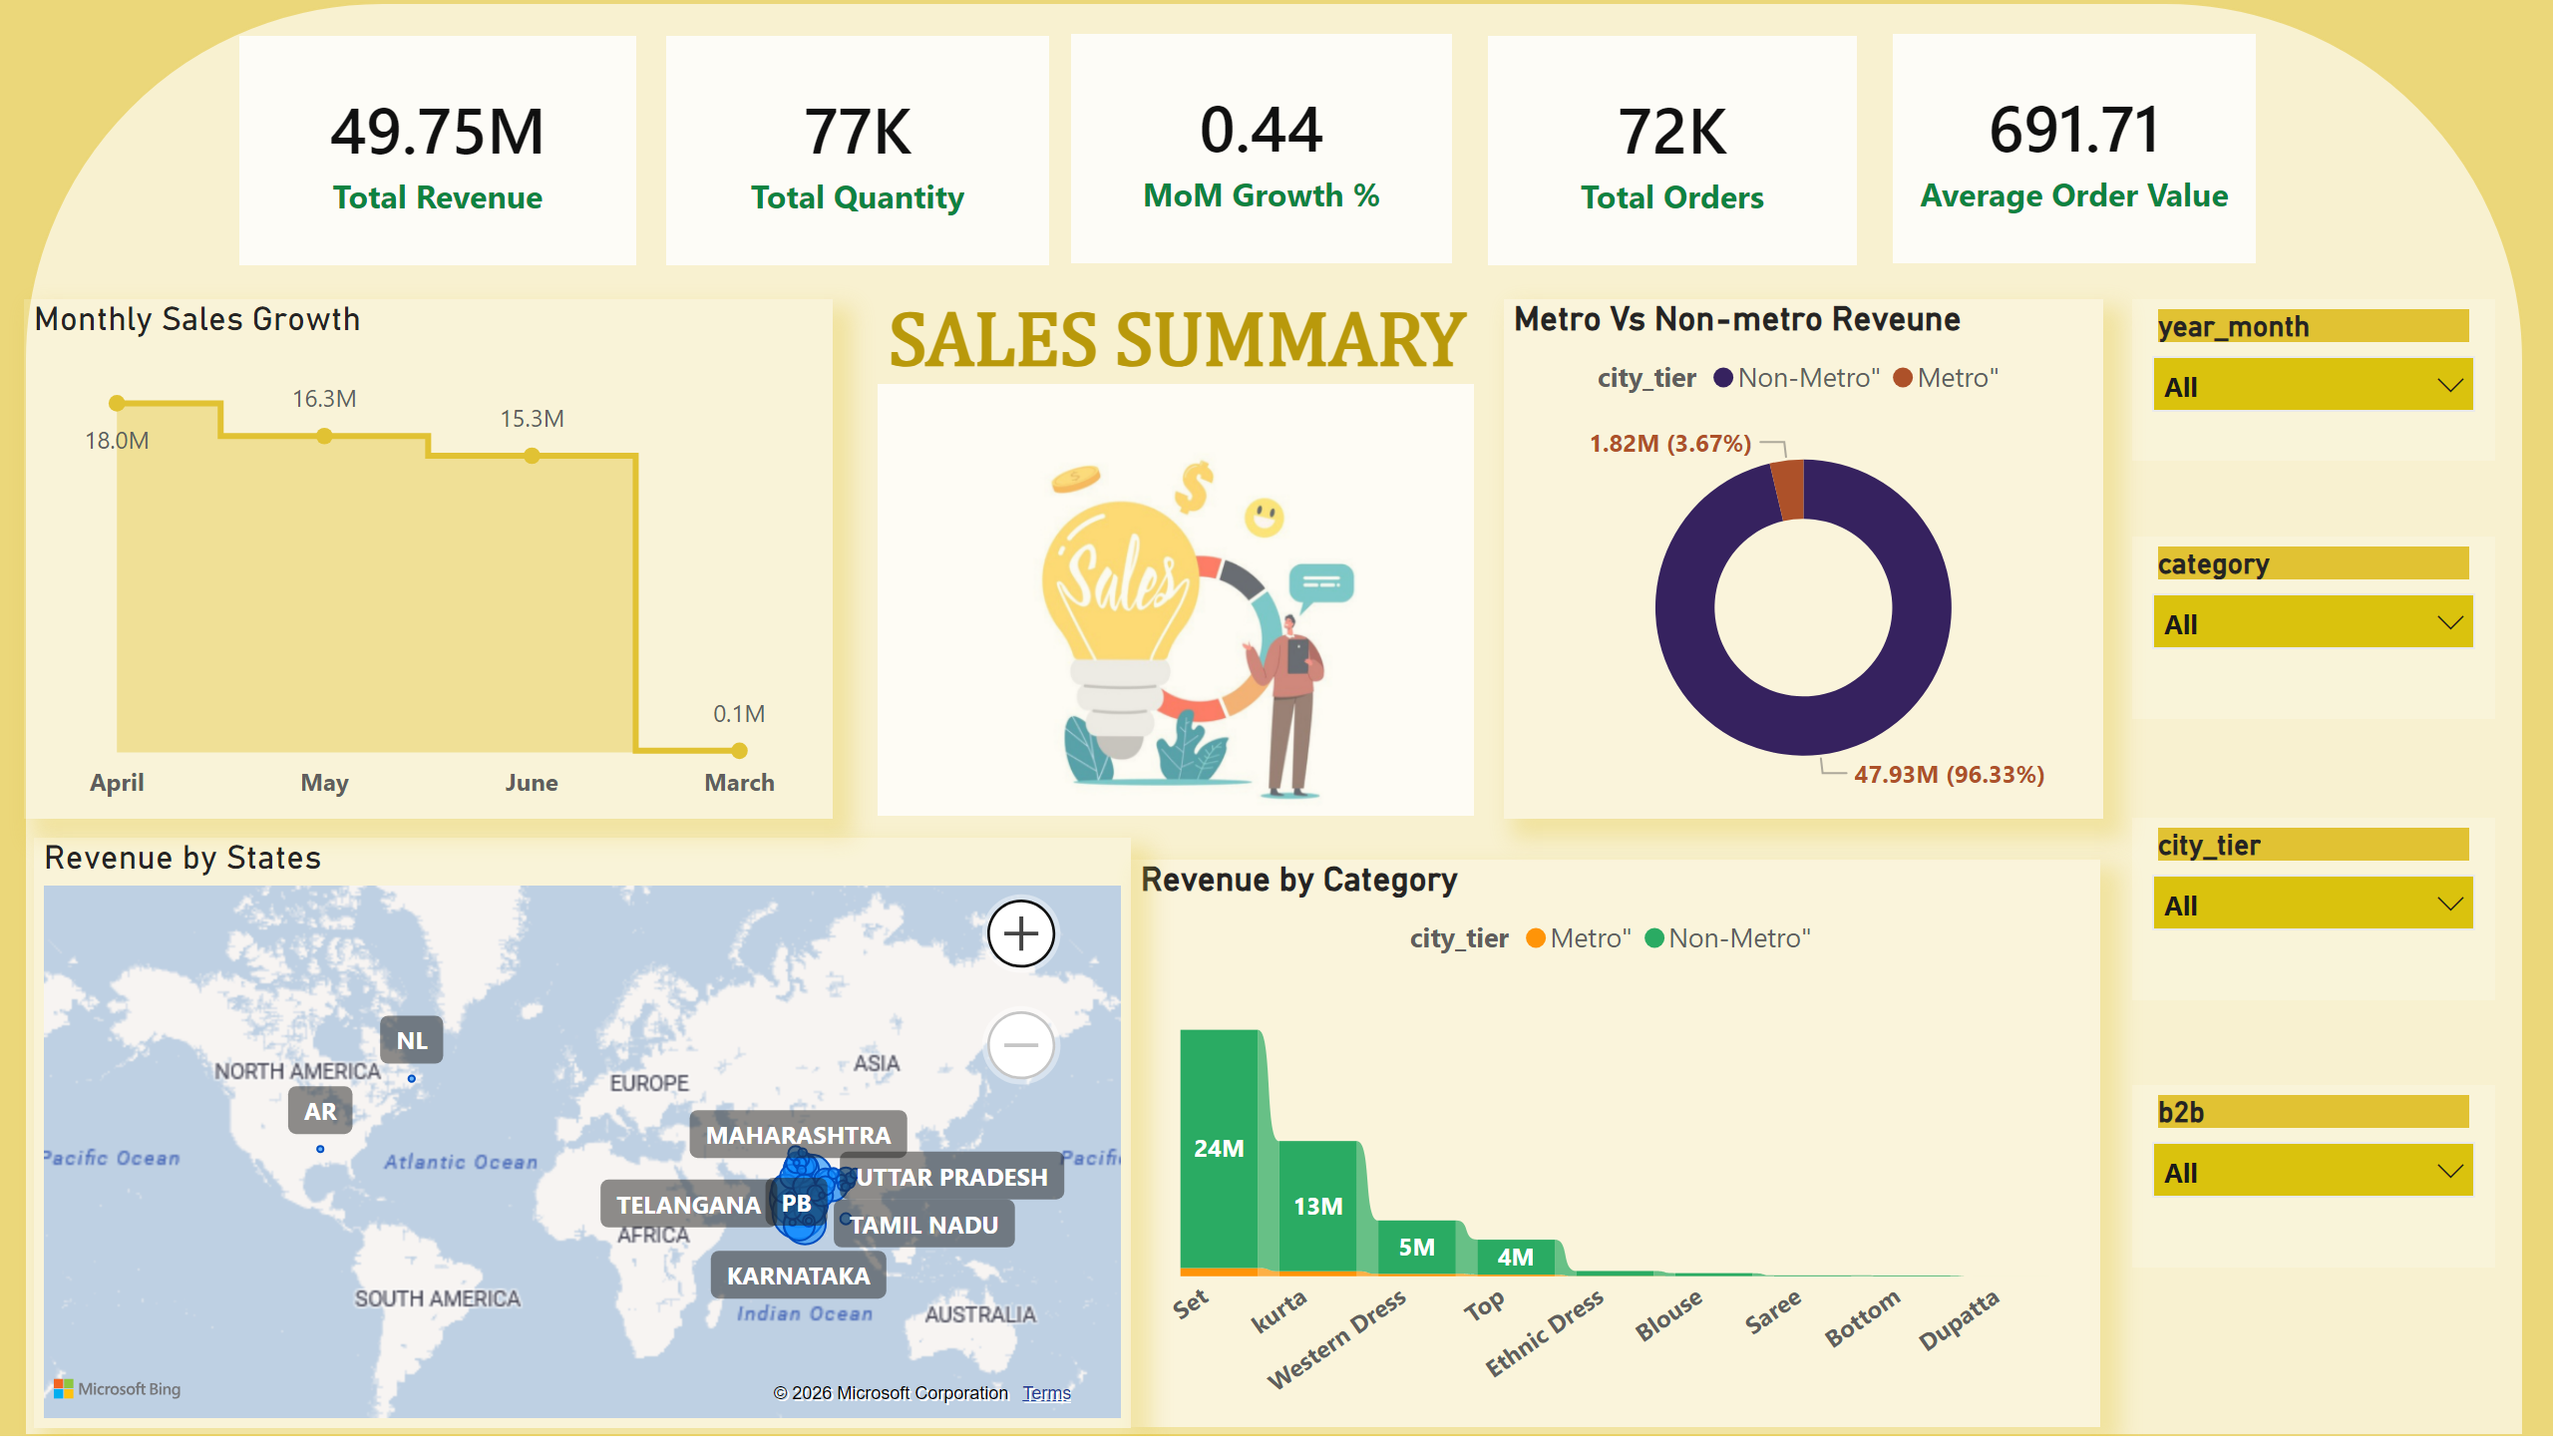 49.75M
Total Revenue
77K
Total Quantity
0.44
MoM Growth %
72K
Total Orders
691.71
Average Order Value
Monthly Sales Growth
18.0M
16.3M
15.3M
0.1M
April May June March
SALES SUMMARY
Sales
Metro Vs Non-metro Reveune
city_tier Non-Metro" Metro"
1.82M (3.67%)
47.93M (96.33%)
year_month
All
category
All
city_tier
All
b2b
All
Revenue by States
NL
NORTH AMERICA
AR
EUROPE
ASIA
MAHARASHTRA
Pacific Ocean
Atlantic Ocean
Pacifi
UTTAR PRADESH
TELANGANA
PB
TAMIL NADU
AFRICA
KARNATAKA
SOUTH AMERICA
Indian Ocean
AUSTRALIA
Microsoft Bing
© 2026 Microsoft Corporation Terms
Revenue by Category
city_tier Metro" Non-Metro"
24M
13M
5M
4M
Set
kurta
Western Dress
Top
Ethnic Dress
Blouse
Saree
Bottom
Dupatta